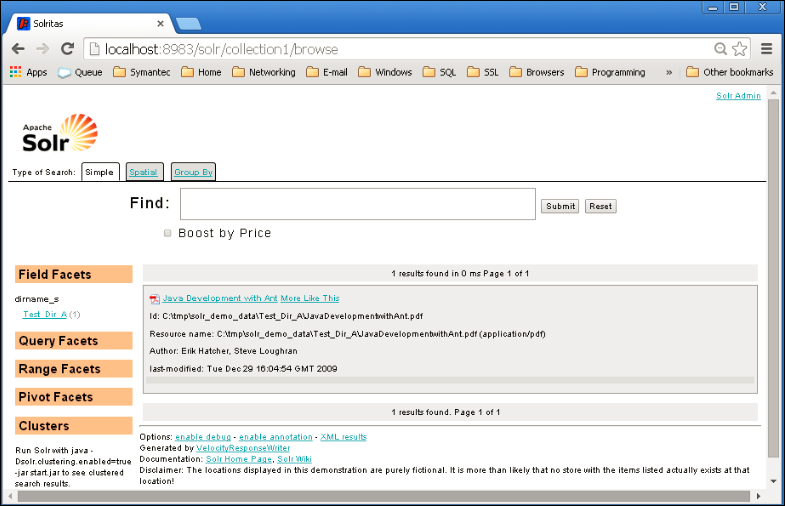 Solritas
localhost:8983/solr/collection1/browse
Apps Queue Symantec Home Networking E-mail Windows SQL SSL Browsers Programming » Other bookmarks
Solr Admin
Apache
Solr
Type of Search: Simple Spatial Group By
Find: Submit Reset
Boost by Price
Field Facets
1 results found in 0 ms Page 1 of 1
dirname_s
Test_Dir_A (1)
Java Development with Ant More Like This
Id: C:\tmp\solr_demo_data\Test_Dir_A\JavaDevelopmentwithAnt.pdf
Resource name: C:\tmp\solr_demo_data\Test_Dir_A\JavaDevelopmentwithAnt.pdf (application/pdf)
Author: Erik Hatcher, Steve Loughran
last-modified: Tue Dec 29 16:04:54 GMT 2009
Query Facets
Range Facets
Pivot Facets
Clusters
Run Solr with java -
Dsolr.clustering.enabled=true
-jar start.jar to see clustered
search results.
1 results found. Page 1 of 1
Options: enable debug - enable annotation - XML results
Generated by VelocityResponseWriter
Documentation: Solr Home Page, Solr Wiki
Disclaimer: The locations displayed in this demonstration are purely fictional. It is more than likely that no store with the items listed actually exists at that
location!